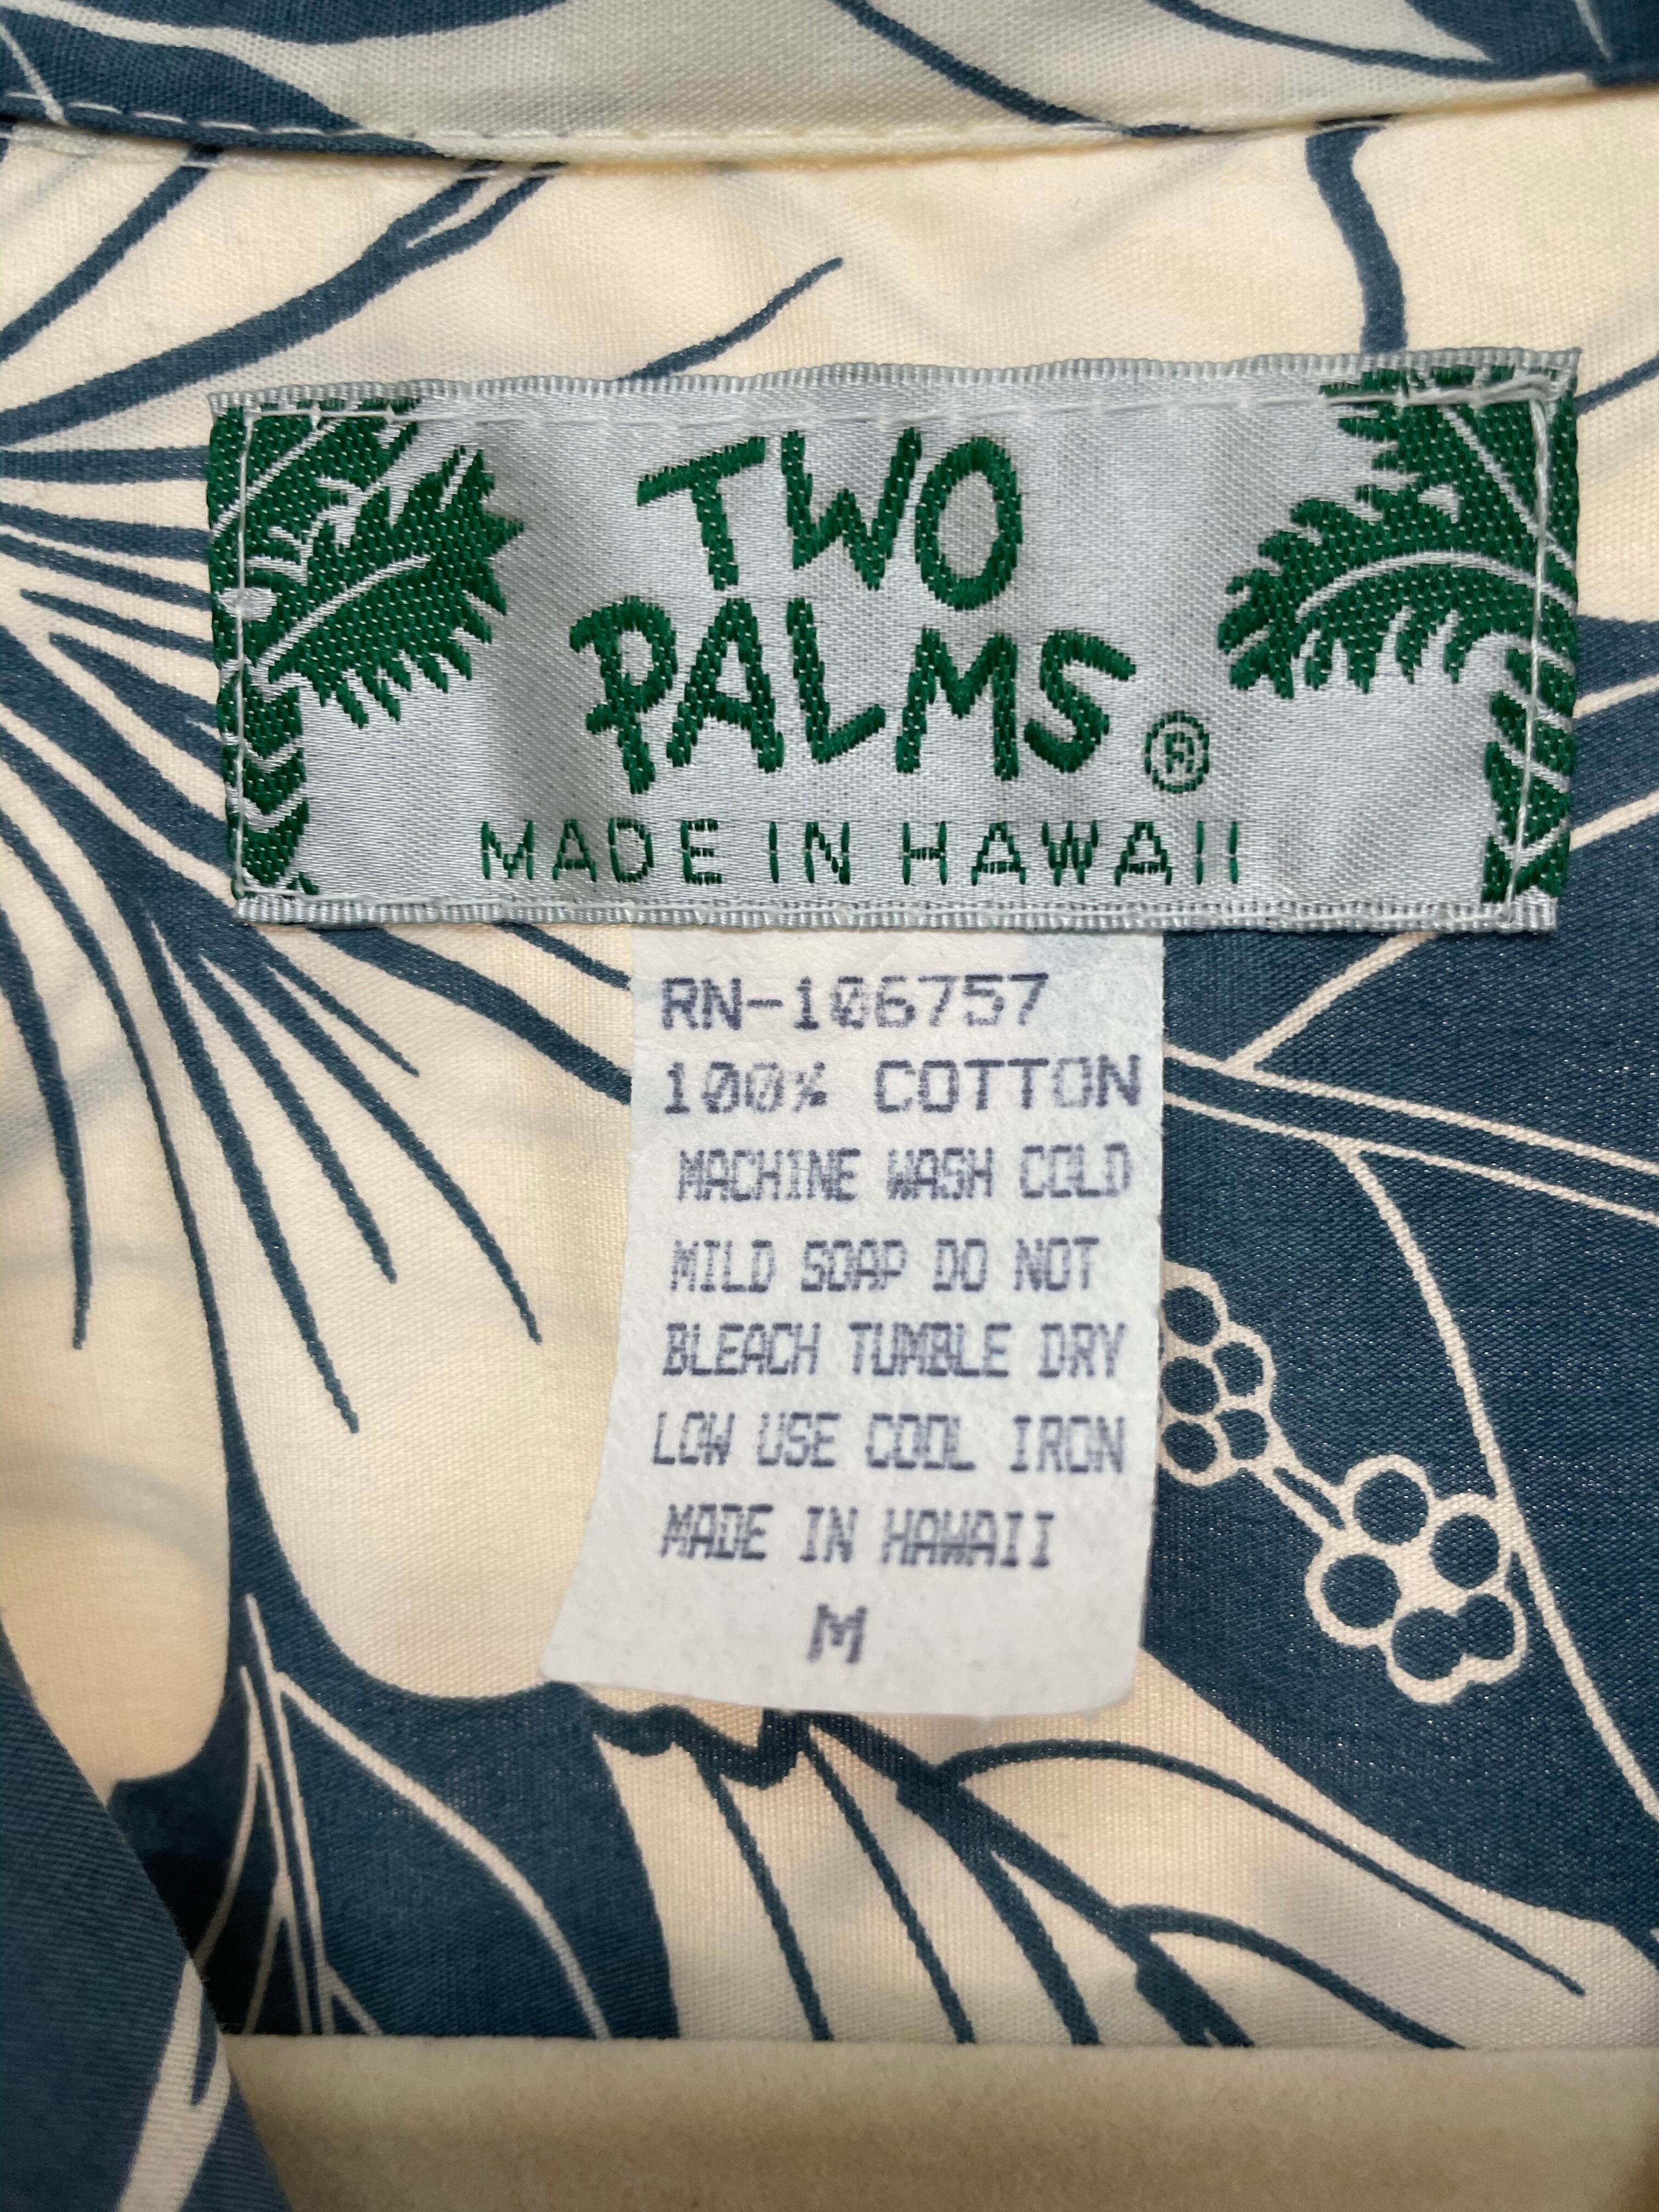 TWO
PALMS®
MADE IN HAWAII
RN-106757
100% COTTON
MACHINE WASH COLD
MILD SOAP DO NOT
BLEACH TUMBLE DRY
LOW USE COOL IRON
MADE IN HAWAII
M